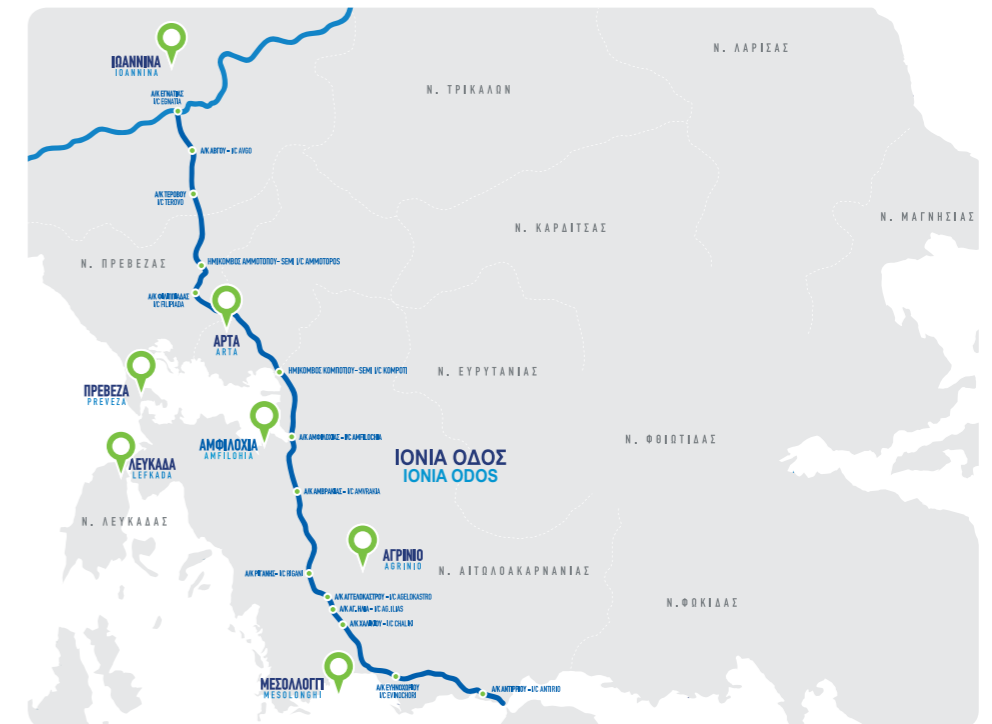 Ν. ΛΑΡΙΣΑΣ
ΙΩΑΝΝΙΝΑ
IOANNINA
Ν. ΤΡΙΚΑΛΩΝ
Α/Κ ΕΓΝΑΤΙΑΣ
I/C EGNATIA
Α/Κ ΑΒΓΟΥ – I/C AVGO
Α/Κ ΤΕΡΟΒΟΥ
I/C TEROVO
Ν. ΜΑΓΝΗΣΙΑΣ
Ν. ΚΑΡΔΙΤΣΑΣ
Ν. ΠΡΕΒΕΖΑΣ
ΗΜΙΚΟΜΒΟΣ ΑΜΜΟΤΟΠΟΥ – SEMI I/C AMMOTOPOS
Α/Κ ΦΙΛΙΠΠΙΑΔΑΣ
I/C FILIPIADA
ΑΡΤΑ
ARTA
ΗΜΙΚΟΜΒΟΣ ΚΟΜΠΟΤΙΟΥ – SEMI I/C KOMPOTI
Ν. ΕΥΡΥΤΑΝΙΑΣ
ΠΡΕΒΕΖΑ
PREVEZA
ΑΜΦΙΛΟΧΙΑ
AMFILOHIA
Α/Κ ΑΜΦΙΛΟΧΙΑΣ – I/C AMFILOCHIA
Ν. ΦΘΙΩΤΙΔΑΣ
ΙΟΝΙΑ ΟΔΟΣ
IONIA ODOS
ΛΕΥΚΑΔΑ
LEFKADA
Α/Κ ΑΜΒΡΑΚΙΑΣ – I/C AMVRAKIA
Ν. ΛΕΥΚΑΔΑΣ
ΑΓΡΙΝΙΟ
AGRINIO
Ν. ΑΙΤΩΛΟΑΚΑΡΝΑΝΙΑΣ
Α/Κ ΡΙΓΑΝΗΣ – I/C RIGANI
Α/Κ ΑΓΓΕΛΟΚΑΣΤΡΟΥ – I/C AGELOKASTRO
Ν.ΦΩΚΙΔΑΣ
Α/Κ ΑΓ. ΗΛΙΑ – I/C AG.ILIAS
Α/Κ ΧΑΛΙΚΙΟΥ – I/C CHALIKI
ΜΕΣΟΛΟΓΓΙ
MESOLONGHI
Α/Κ ΕΥΗΝΟΧΩΡΙΟΥ
I/C EVINOCHORI
Α/Κ ΑΝΤΙΡΡΙΟΥ – I/C ANTIRIO